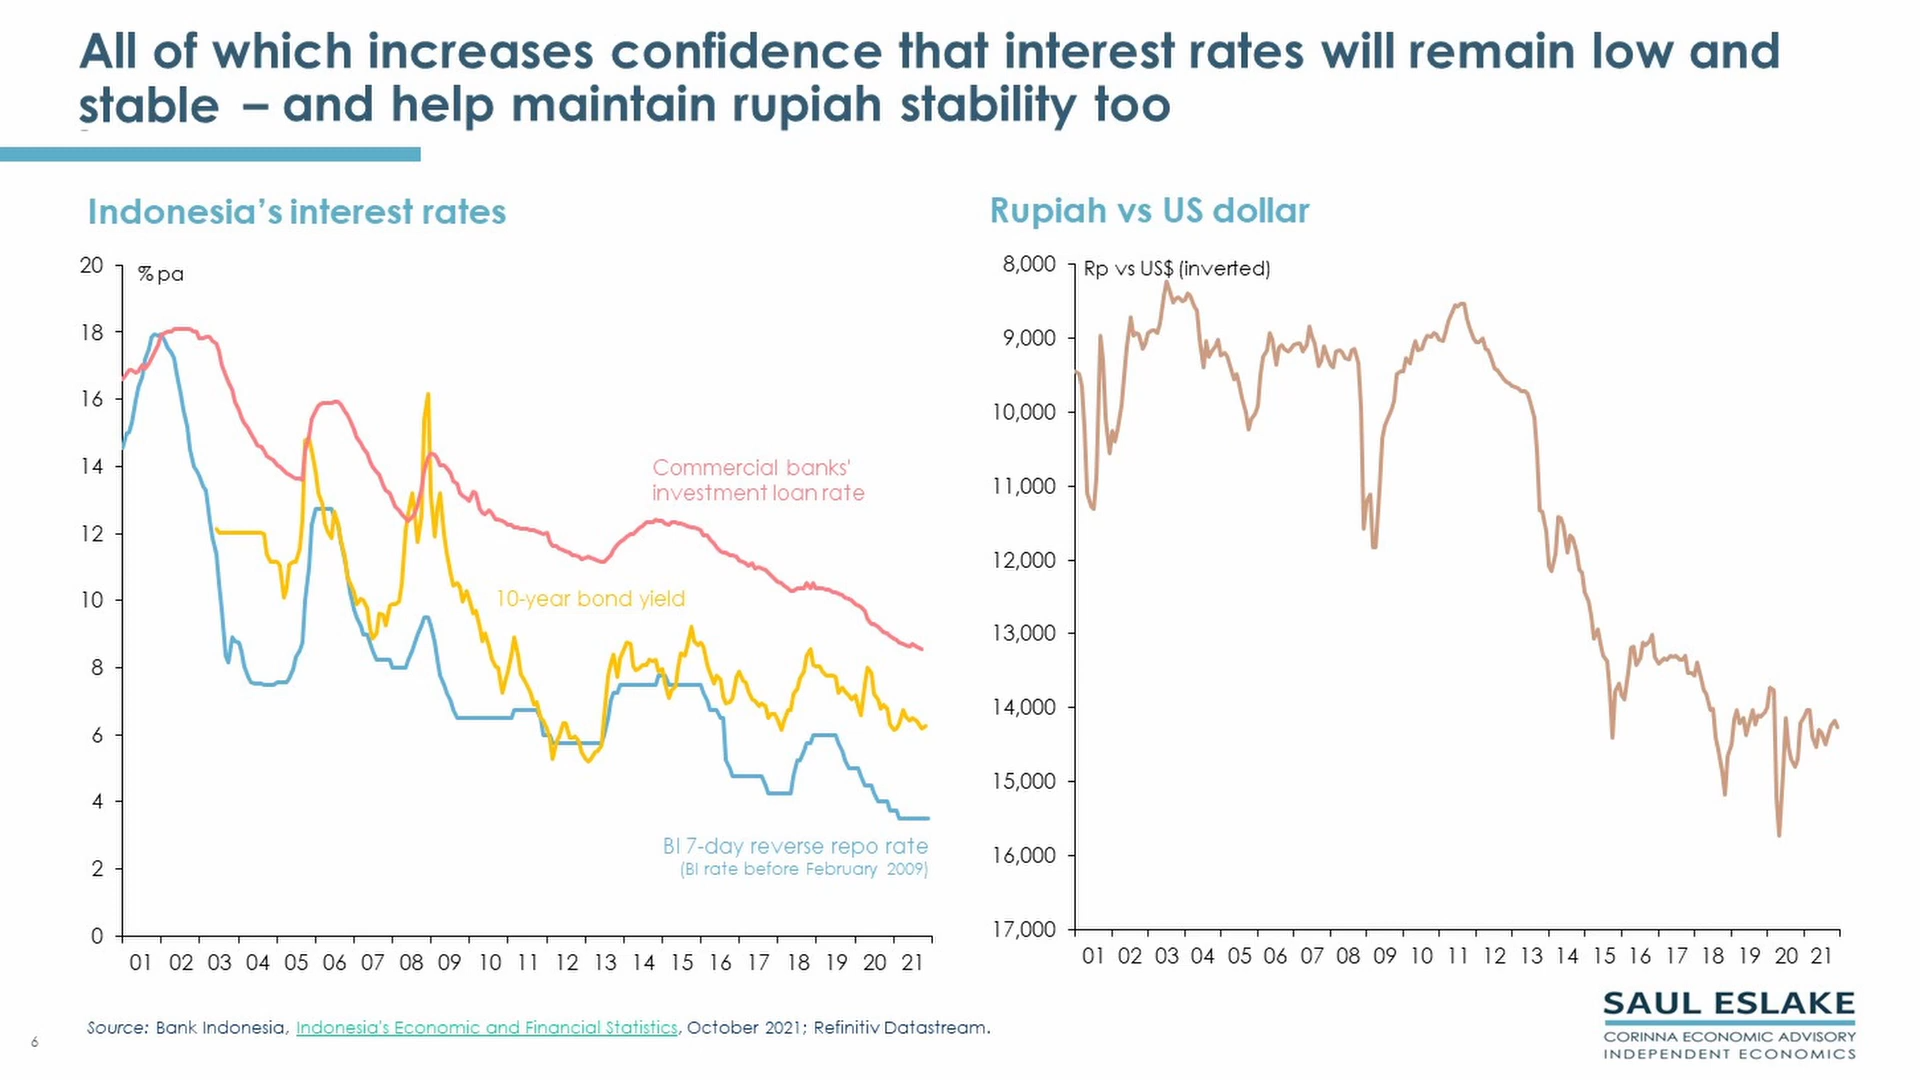 All of which increases confidence that interest rates will remain low and
stable – and help maintain rupiah stability too
Indonesia's interest rates
% pa
20
18
16
14
12
10
8
6
4
2
0
Commercial banks'
investment loan rate
10-year bond yield
BI 7-day reverse repo rate
(BI rate before February 2009)
01 02 03 04 05 06 07 08 09 10 11 12 13 14 15 16 17 18 19 20 21
Rupiah vs US dollar
Rp vs US$ (inverted)
8,000
9,000
10,000
11,000
12,000
13,000
14,000
15,000
16,000
17,000
01 02 03 04 05 06 07 08 09 10 11 12 13 14 15 16 17 18 19 20 21
Source: Bank Indonesia, Indonesia's Economic and Financial Statistics, October 2021; Refinitiv Datastream.
6
SAUL ESLAKE
CORINNA ECONOMIC ADVISORY
INDEPENDENT ECONOMICS